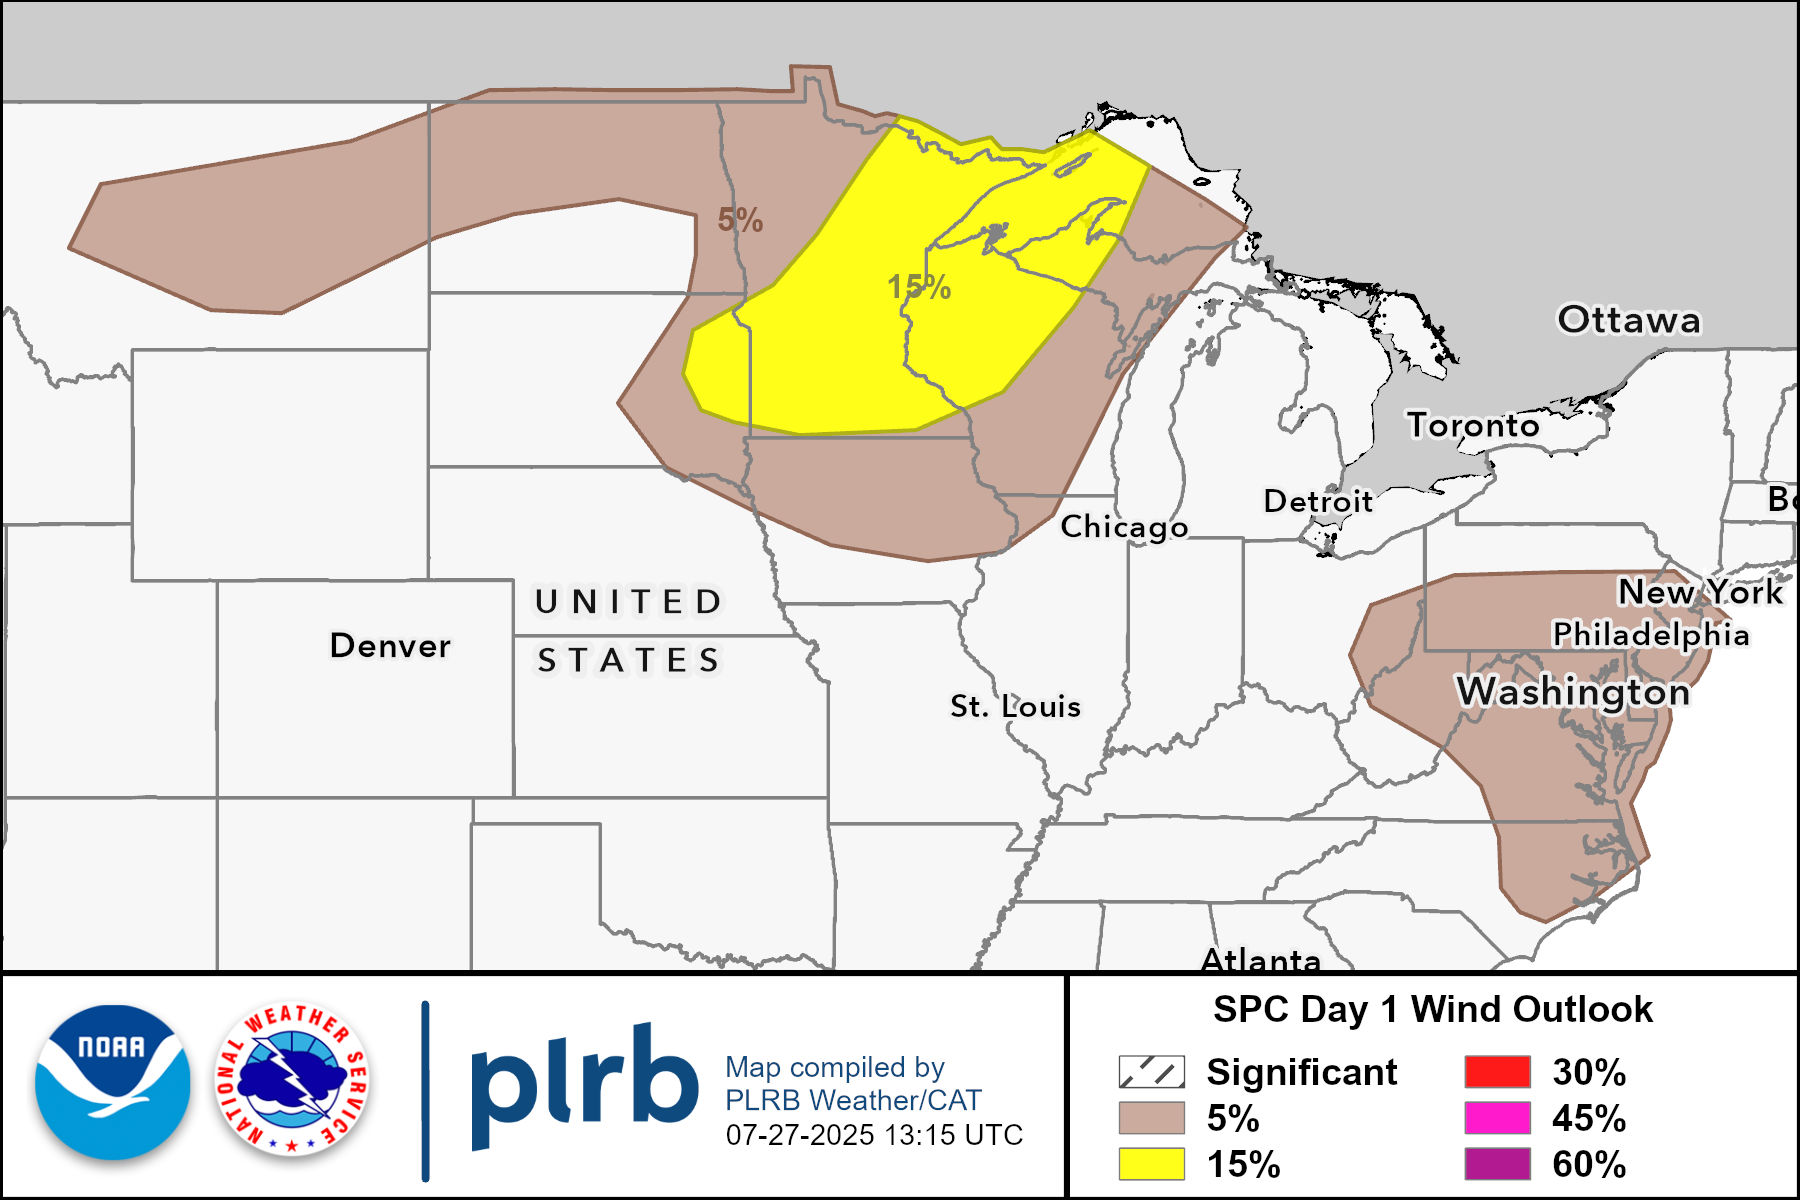 5%
15%
Ottawa
Toronto
Detroit
Chicago
New York
Philadelphia
Washington
UNITED
STATES
Denver
St. Louis
Atlanta
NOAA
NATIONAL WEATHER SERVICE
plrb
Map compiled by
PLRB Weather/CAT
07-27-2025 13:15 UTC
SPC Day 1 Wind Outlook
Significant
5%
15%
30%
45%
60%